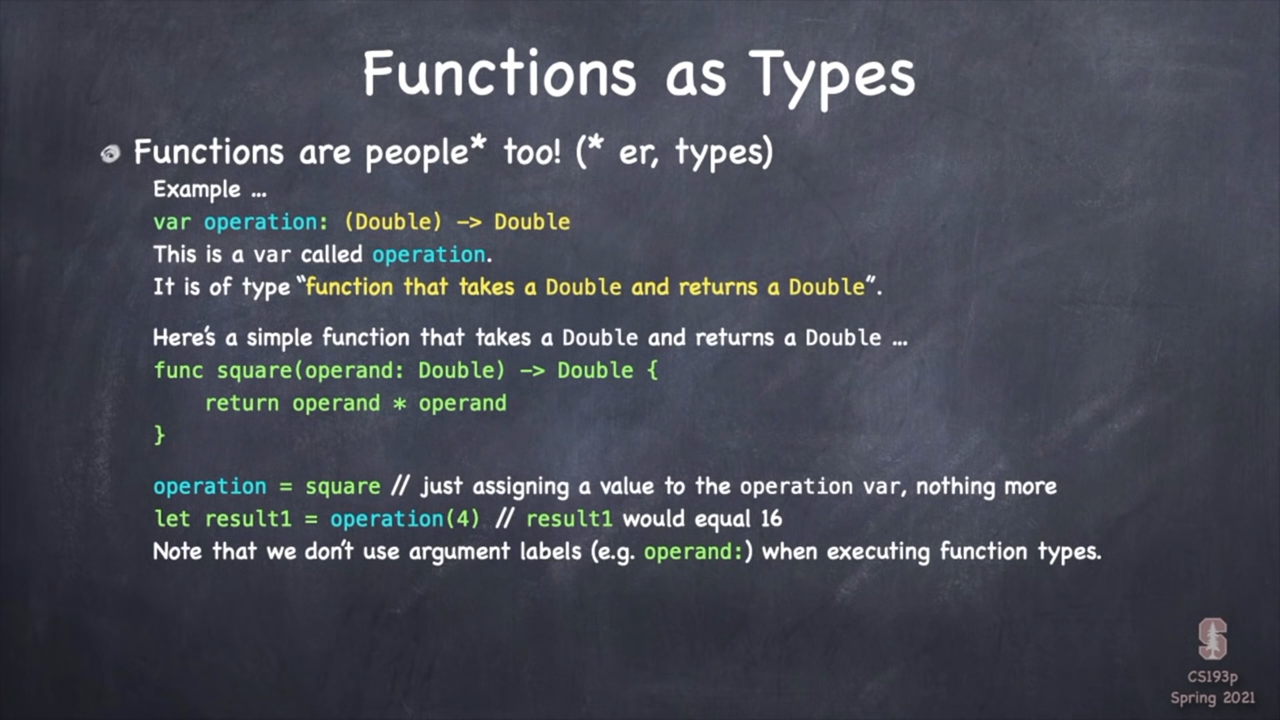 Functions as Types
Functions are people* too! (* er, types)
Example …
var operation: (Double) -> Double
This is a var called operation.
It is of type “function that takes a Double and returns a Double”.
Here’s a simple function that takes a Double and returns a Double …
func square(operand: Double) -> Double {
    return operand * operand
}
operation = square // just assigning a value to the operation var, nothing more
let result1 = operation(4) // result1 would equal 16
Note that we don’t use argument labels (e.g. operand:) when executing function types.
S
CS193p
Spring 2021